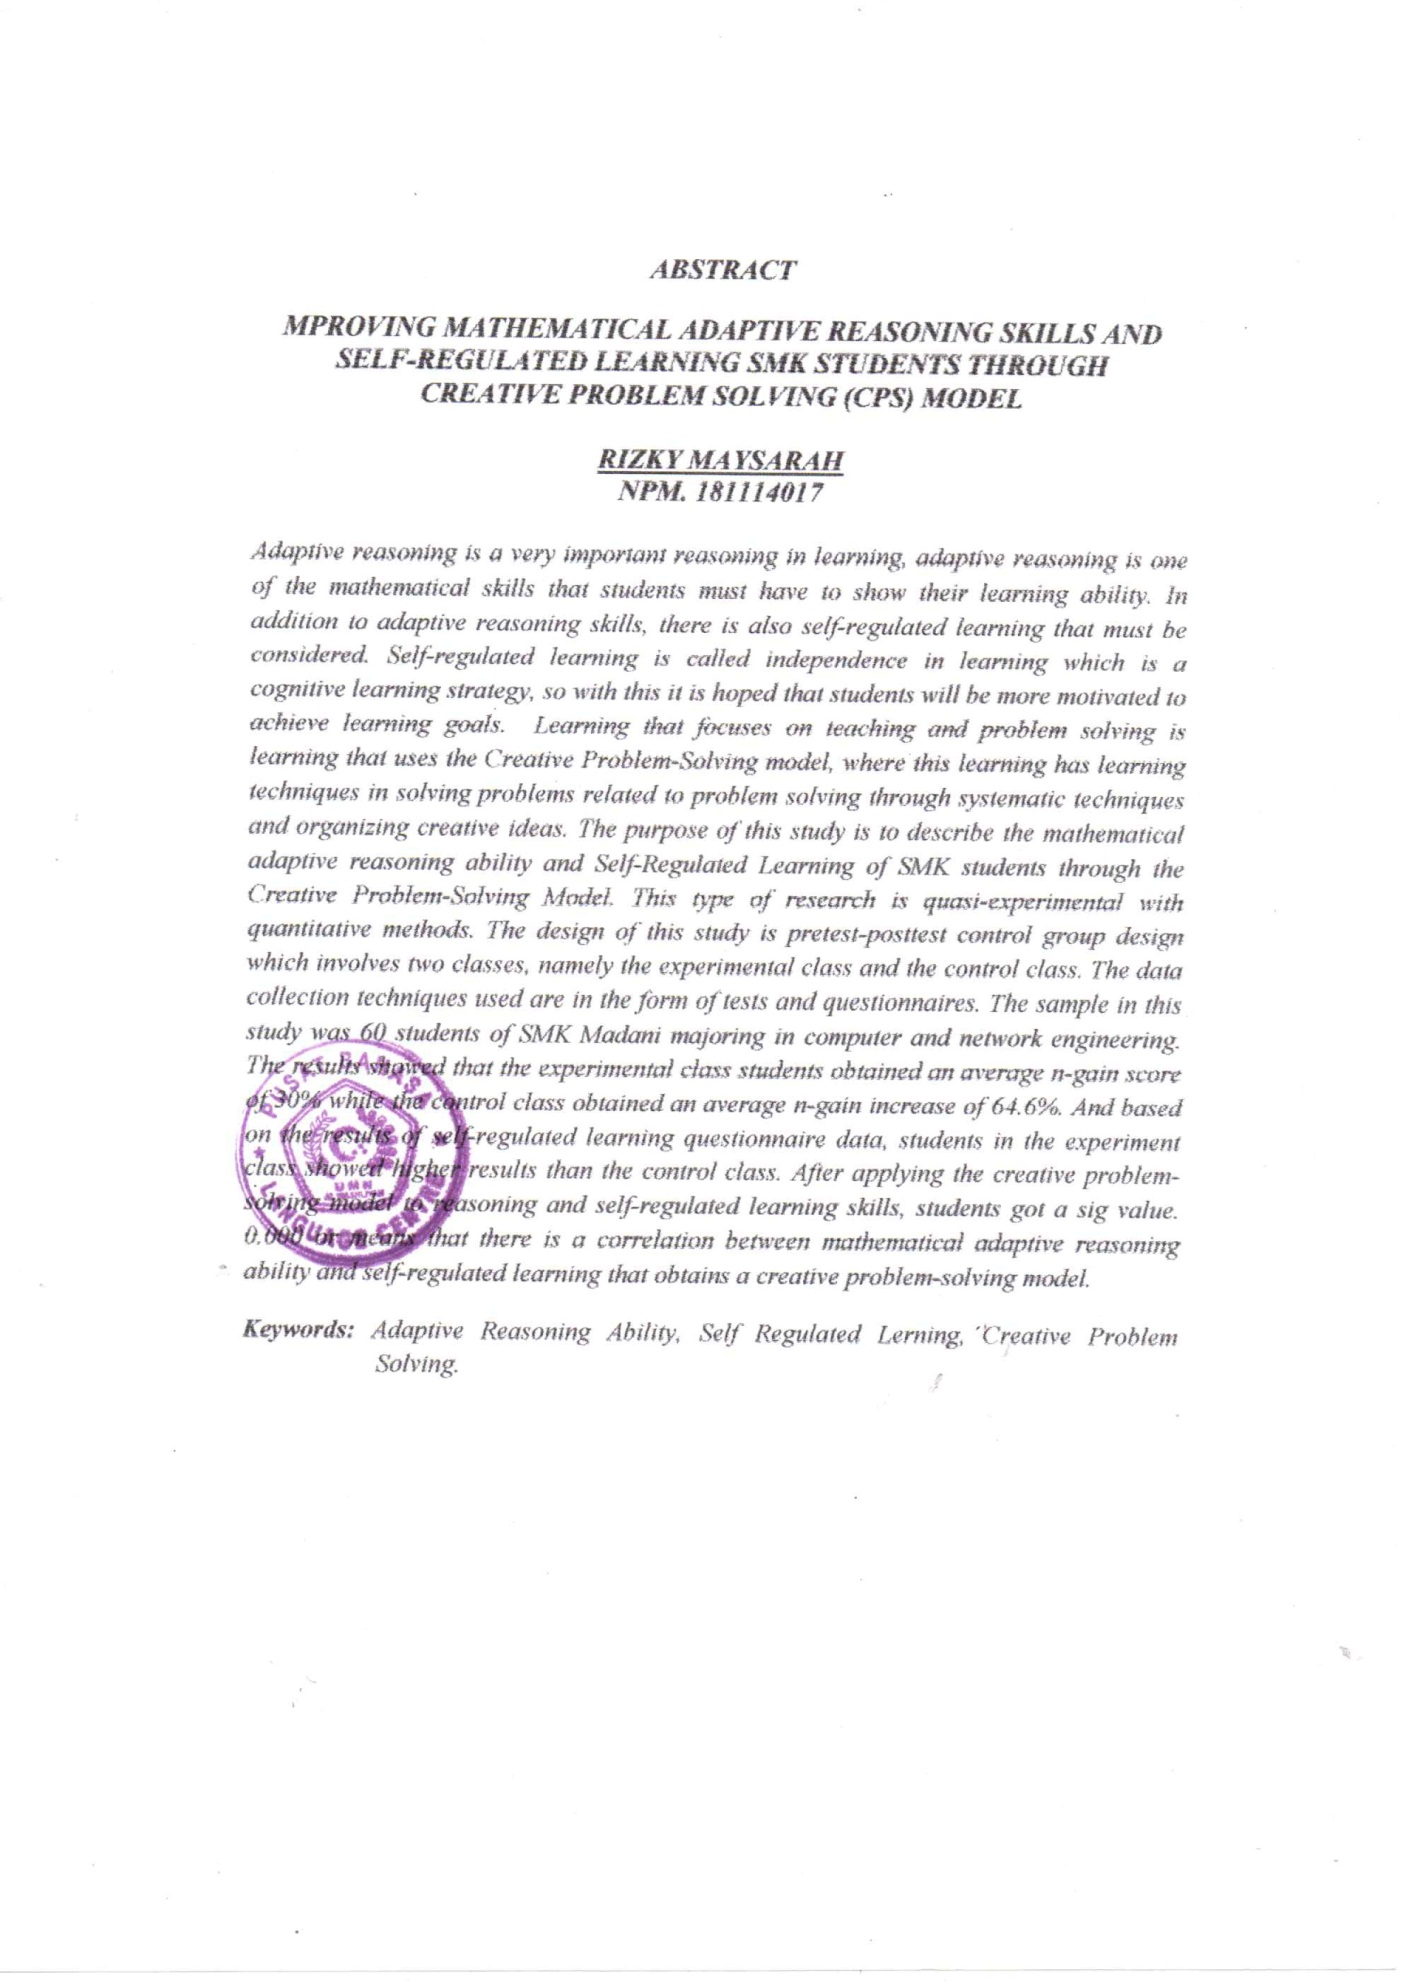 ABSTRACT
MPROVING MATHEMATICAL ADAPTIVE REASONING SKILLS AND
SELF-REGULATED LEARNING SMK STUDENTS THROUGH
CREATIVE PROBLEM SOLVING (CPS) MODEL
RIZKY MAYSARAH
NPM. 181114017
Adaptive reasoning is a very important reasoning in learning, adaptive reasoning is one
of the mathematical skills that students must have to show their learning ability. In
addition to adaptive reasoning skills, there is also self-regulated learning that must be
considered. Self-regulated learning is called independence in learning which is a
cognitive learning strategy, so with this it is hoped that students will be more motivated to
achieve learning goals. Learning that focuses on teaching and problem solving is
learning that uses the Creative Problem-Solving model, where this learning has learning
techniques in solving problems related to problem solving through systematic techniques
and organizing creative ideas. The purpose of this study is to describe the mathematical
adaptive reasoning ability and Self-Regulated Learning of SMK students through the
Creative Problem-Solving Model. This type of research is quasi-experimental with
quantitative methods. The design of this study is pretest-posttest control group design
which involves two classes, namely the experimental class and the control class. The data
collection techniques used are in the form of tests and questionnaires. The sample in this
study was 60 students of SMK Madani majoring in computer and network engineering.
The results showed that the experimental class students obtained an average n-gain score
of 30% while the control class obtained an average n-gain increase of 64.6%. And based
on the results of self-regulated learning questionnaire data, students in the experiment
class showed higher results than the control class. After applying the creative problem-
solving model to reasoning and self-regulated learning skills, students got a sig value.
0.000 or means that there is a correlation between mathematical adaptive reasoning
ability and self-regulated learning that obtains a creative problem-solving model.
Keywords: Adaptive Reasoning Ability, Self Regulated Lerning, Creative Problem
Solving.
PUSAT BAHASA
UMN
LANGUAGE CENTRE